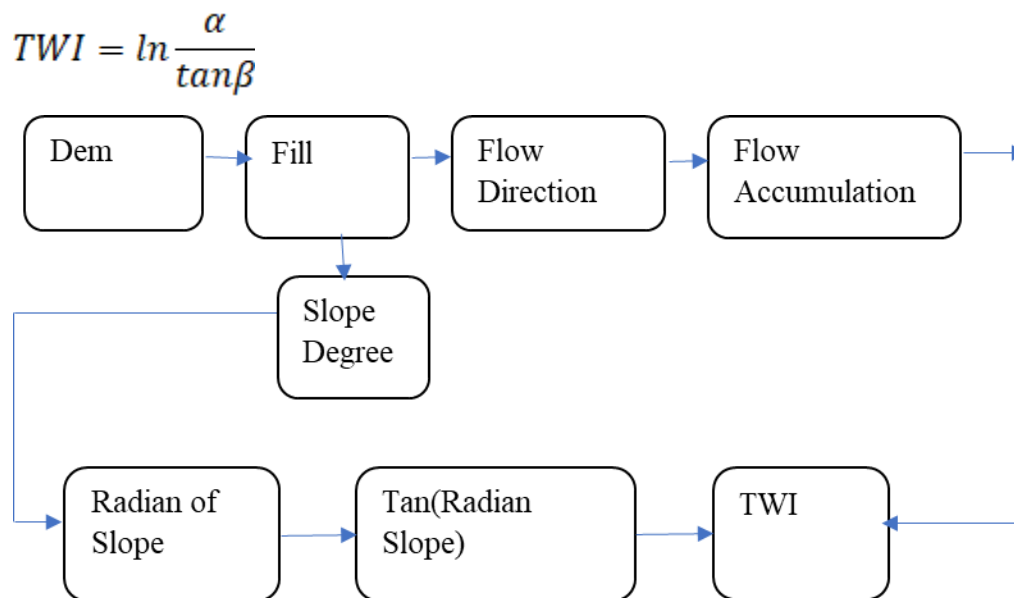 TWI = ln α/tanβ
Dem
Fill
Flow
Direction
Flow
Accumulation
Slope
Degree
Radian of
Slope
Tan(Radian
Slope)
TWI